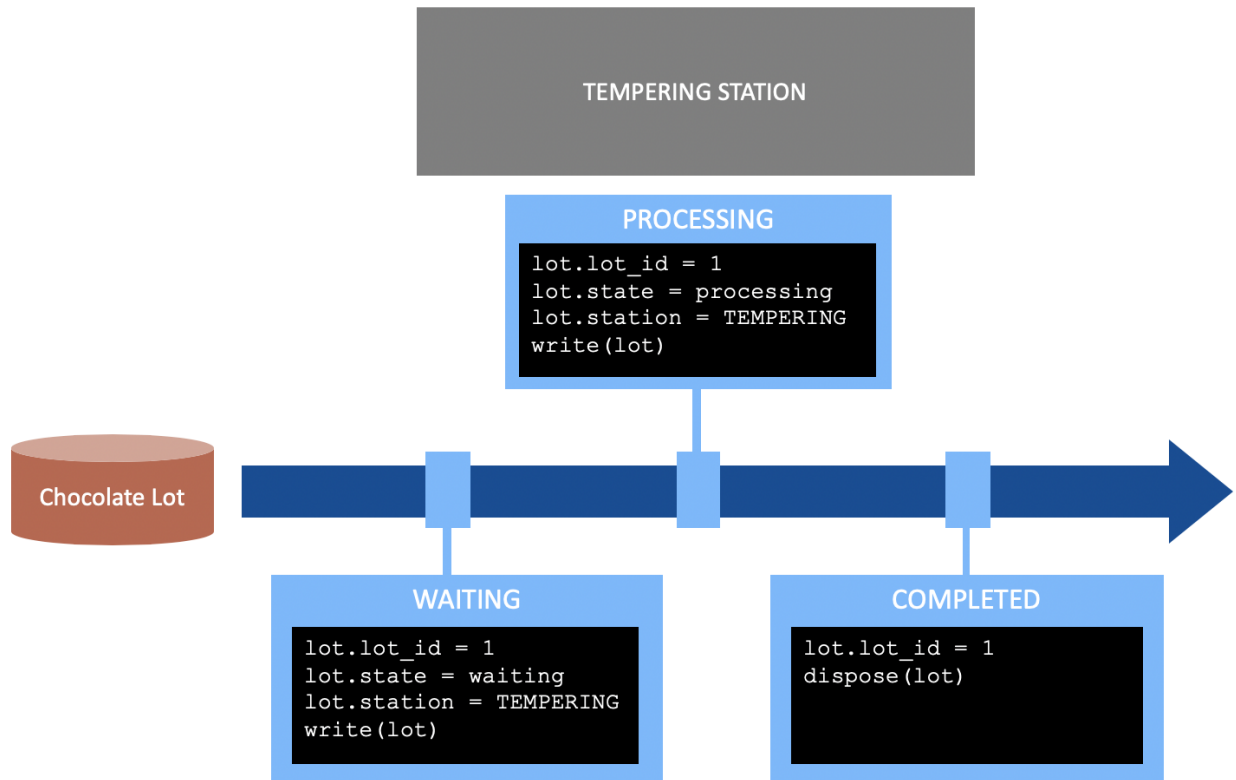 TEMPERING STATION
PROCESSING
lot.lot_id = 1
lot.state = processing
lot.station = TEMPERING
write(lot)
Chocolate Lot
WAITING
lot.lot_id = 1
lot.state = waiting
lot.station = TEMPERING
write(lot)
COMPLETED
lot.lot_id = 1
dispose(lot)